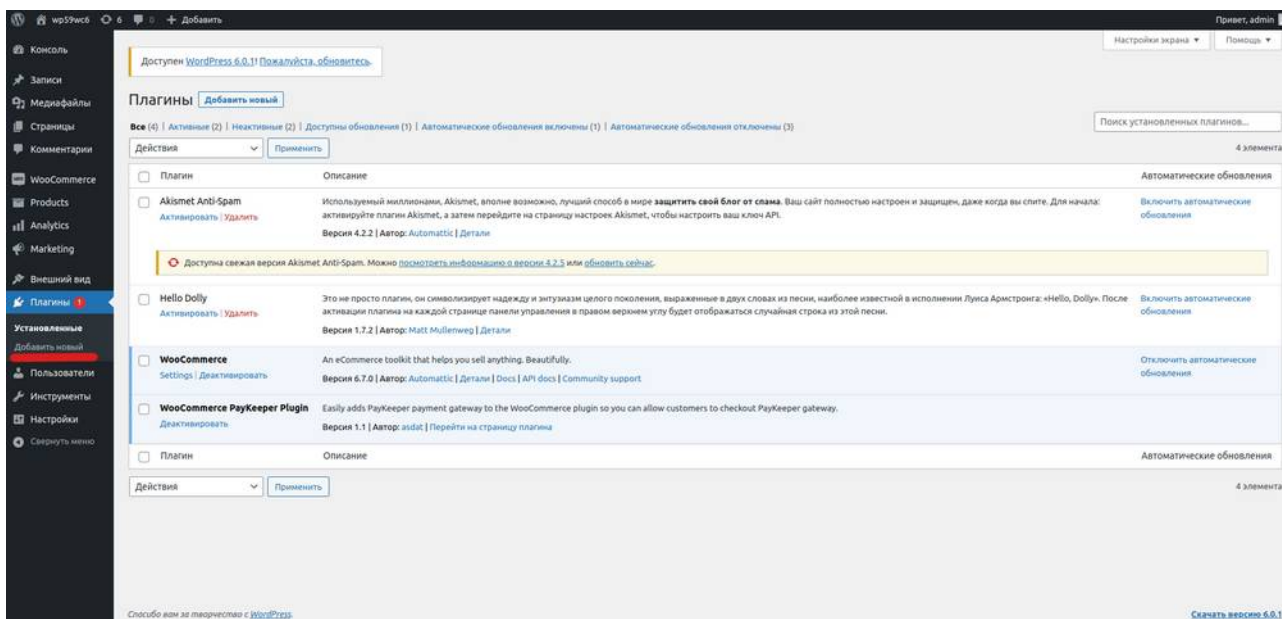 wp59wc6 6 0 + Добавить Привет, admin
Консоль
Записи
Медиафайлы
Страницы
Комментарии
WooCommerce
Products
Analytics
Marketing
Внешний вид
Плагины 1
Установленные
Добавить новый
Пользователи
Инструменты
Настройки
Свернуть меню
Настройки экрана ▼ Помощь ▼
Доступен WordPress 6.0.1! Пожалуйста, обновитесь.
Плагины Добавить новый
Все (4) | Активные (2) | Неактивные (2) | Доступны обновления (1) | Автоматические обновления включены (1) | Автоматические обновления отключены (3)
Поиск установленных плагинов...
Действия Применить 4 элемента
Плагин Описание Автоматические обновления
Akismet Anti-Spam
Активировать | Удалить
Используемый миллионами, Akismet, вполне возможно, лучший способ в мире защитить свой блог от спама. Ваш сайт полностью настроен и защищен, даже когда вы спите. Для начала:
активируйте плагин Akismet, а затем перейдите на страницу настроек Akismet, чтобы настроить ваш ключ API.
Версия 4.2.2 | Автор: Automattic | Детали
Включить автоматические
обновления
Доступна свежая версия Akismet Anti-Spam. Можно посмотреть информацию о версии 4.2.5 или обновить сейчас.
Hello Dolly
Активировать | Удалить
Это не просто плагин, он символизирует надежду и энтузиазм целого поколения, выраженные в двух словах из песни, наиболее известной в исполнении Луиса Армстронга: «Hello, Dolly». После
активации плагина на каждой странице панели управления в правом верхнем углу будет отображаться случайная строка из этой песни.
Версия 1.7.2 | Автор: Matt Mullenweg | Детали
Включить автоматические
обновления
WooCommerce
Settings | Деактивировать
An eCommerce toolkit that helps you sell anything. Beautifully.
Версия 6.7.0 | Автор: Automattic | Детали | Docs | API docs | Community support
Отключить автоматические
обновления
WooCommerce PayKeeper Plugin
Деактивировать
Easily adds PayKeeper payment gateway to the WooCommerce plugin so you can allow customers to checkout PayKeeper gateway.
Версия 1.1 | Автор: asdat | Перейти на страницу плагина
Плагин Описание Автоматические обновления
Действия Применить 4 элемента
Спасибо вам за творчество с WordPress. Скачать версию 6.0.1